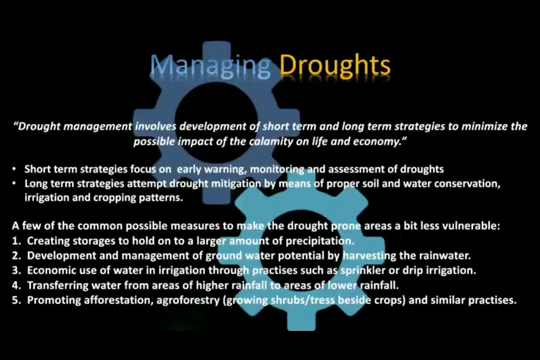 Managing Droughts
“Drought management involves development of short term and long term strategies to minimize the
possible impact of the calamity on life and economy.”
• Short term strategies focus on early warning, monitoring and assessment of droughts
• Long term strategies attempt drought mitigation by means of proper soil and water conservation,
irrigation and cropping patterns.
A few of the common possible measures to make the drought prone areas a bit less vulnerable:
1. Creating storages to hold on to a larger amount of precipitation.
2. Development and management of ground water potential by harvesting the rainwater.
3. Economic use of water in irrigation through practises such as sprinkler or drip irrigation.
4. Transferring water from areas of higher rainfall to areas of lower rainfall.
5. Promoting afforestation, agroforestry (growing shrubs/tress beside crops) and similar practises.